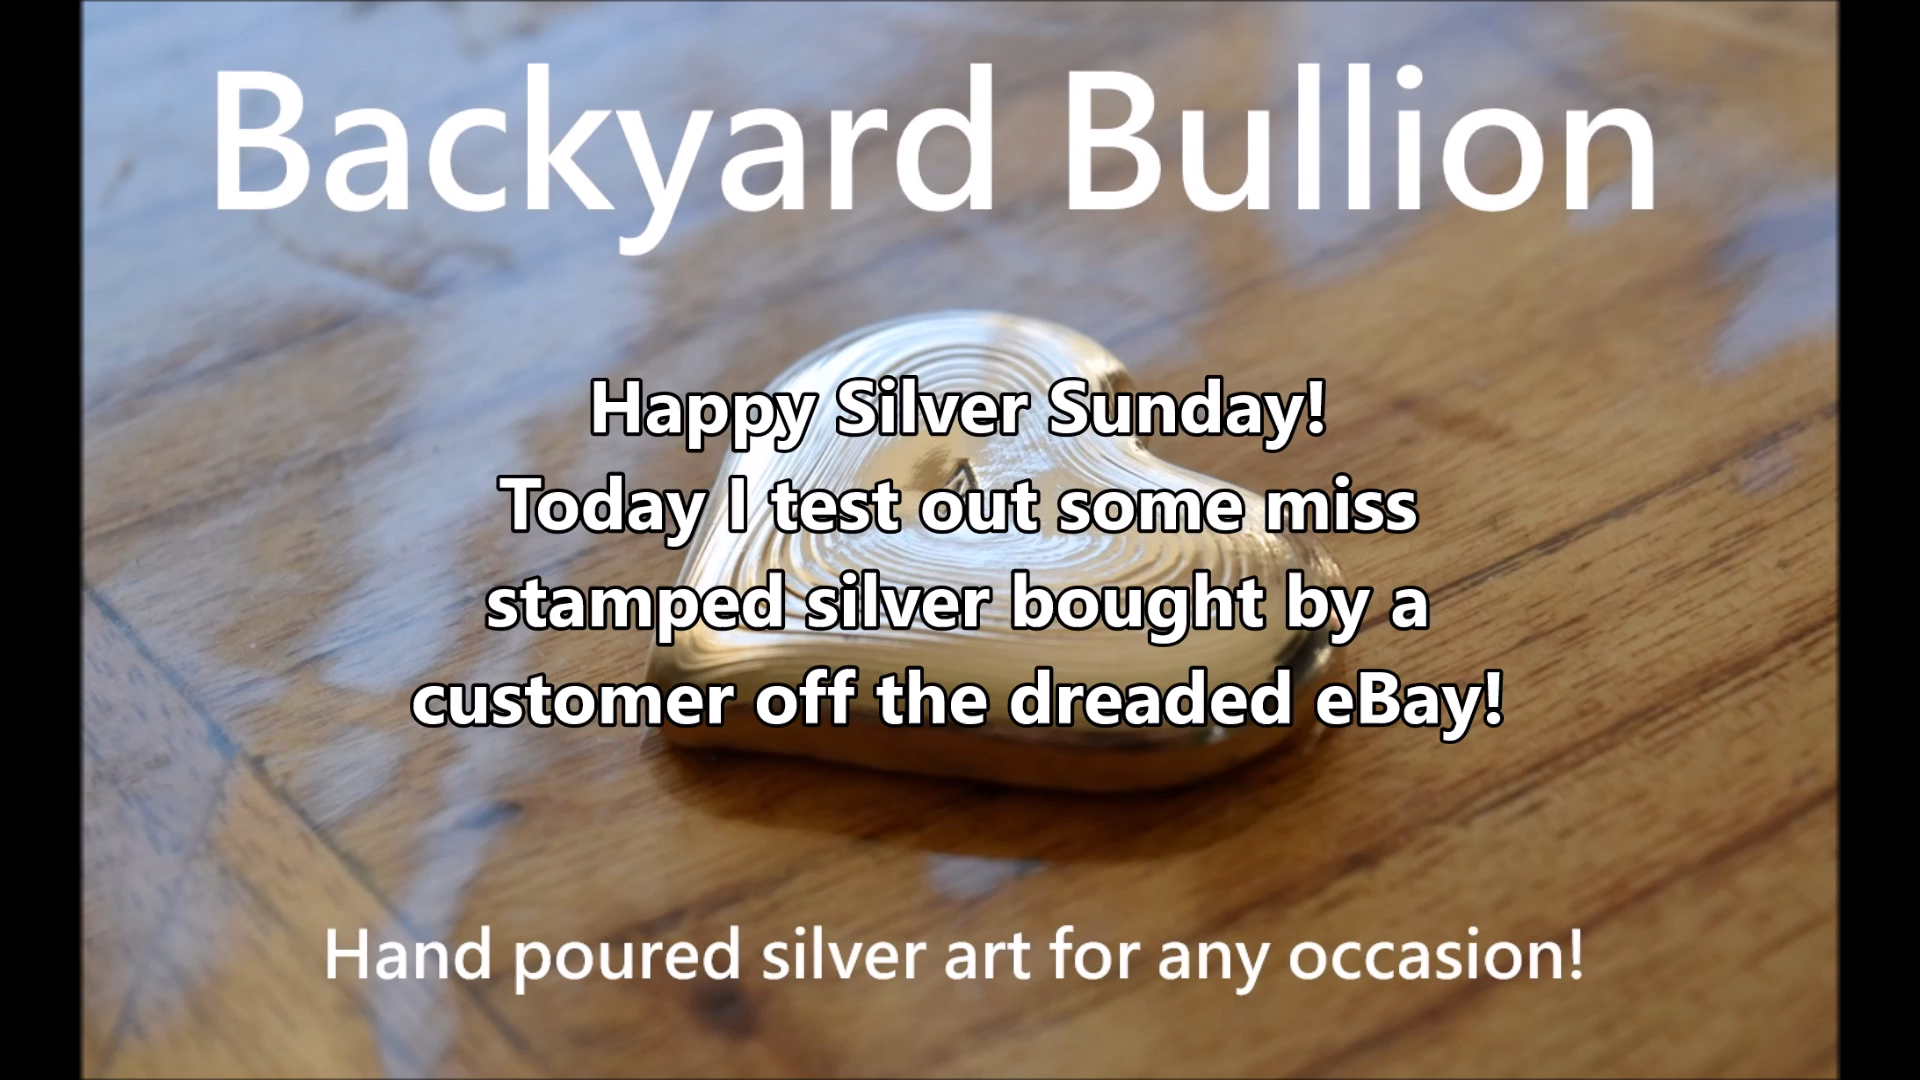 Backyard Bullion
Happy Silver Sunday!
Today I test out some miss
stamped silver bought by a
customer off the dreaded eBay!
Hand poured silver art for any occasion!